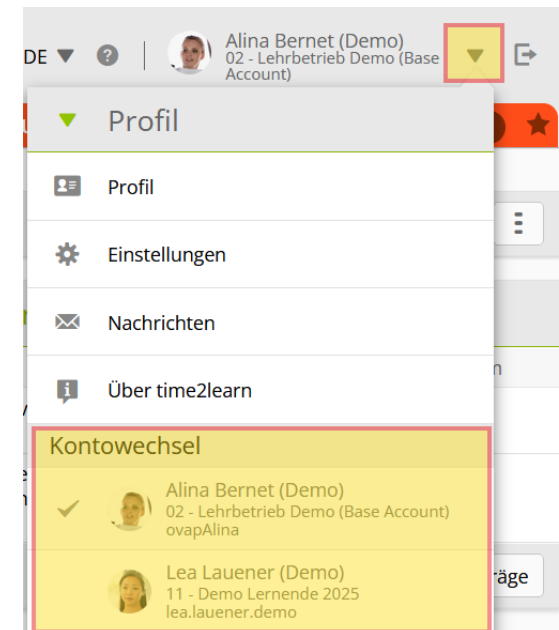 DE
Alina Bernet (Demo)
02 - Lehrbetrieb Demo (Base
Account)
Profil
Profil
Einstellungen
Nachrichten
Über time2learn
Kontowechsel
Alina Bernet (Demo)
02 - Lehrbetrieb Demo (Base Account)
ovapAlina
Lea Lauener (Demo)
11 - Demo Lernende 2025
lea.lauener.demo
räge